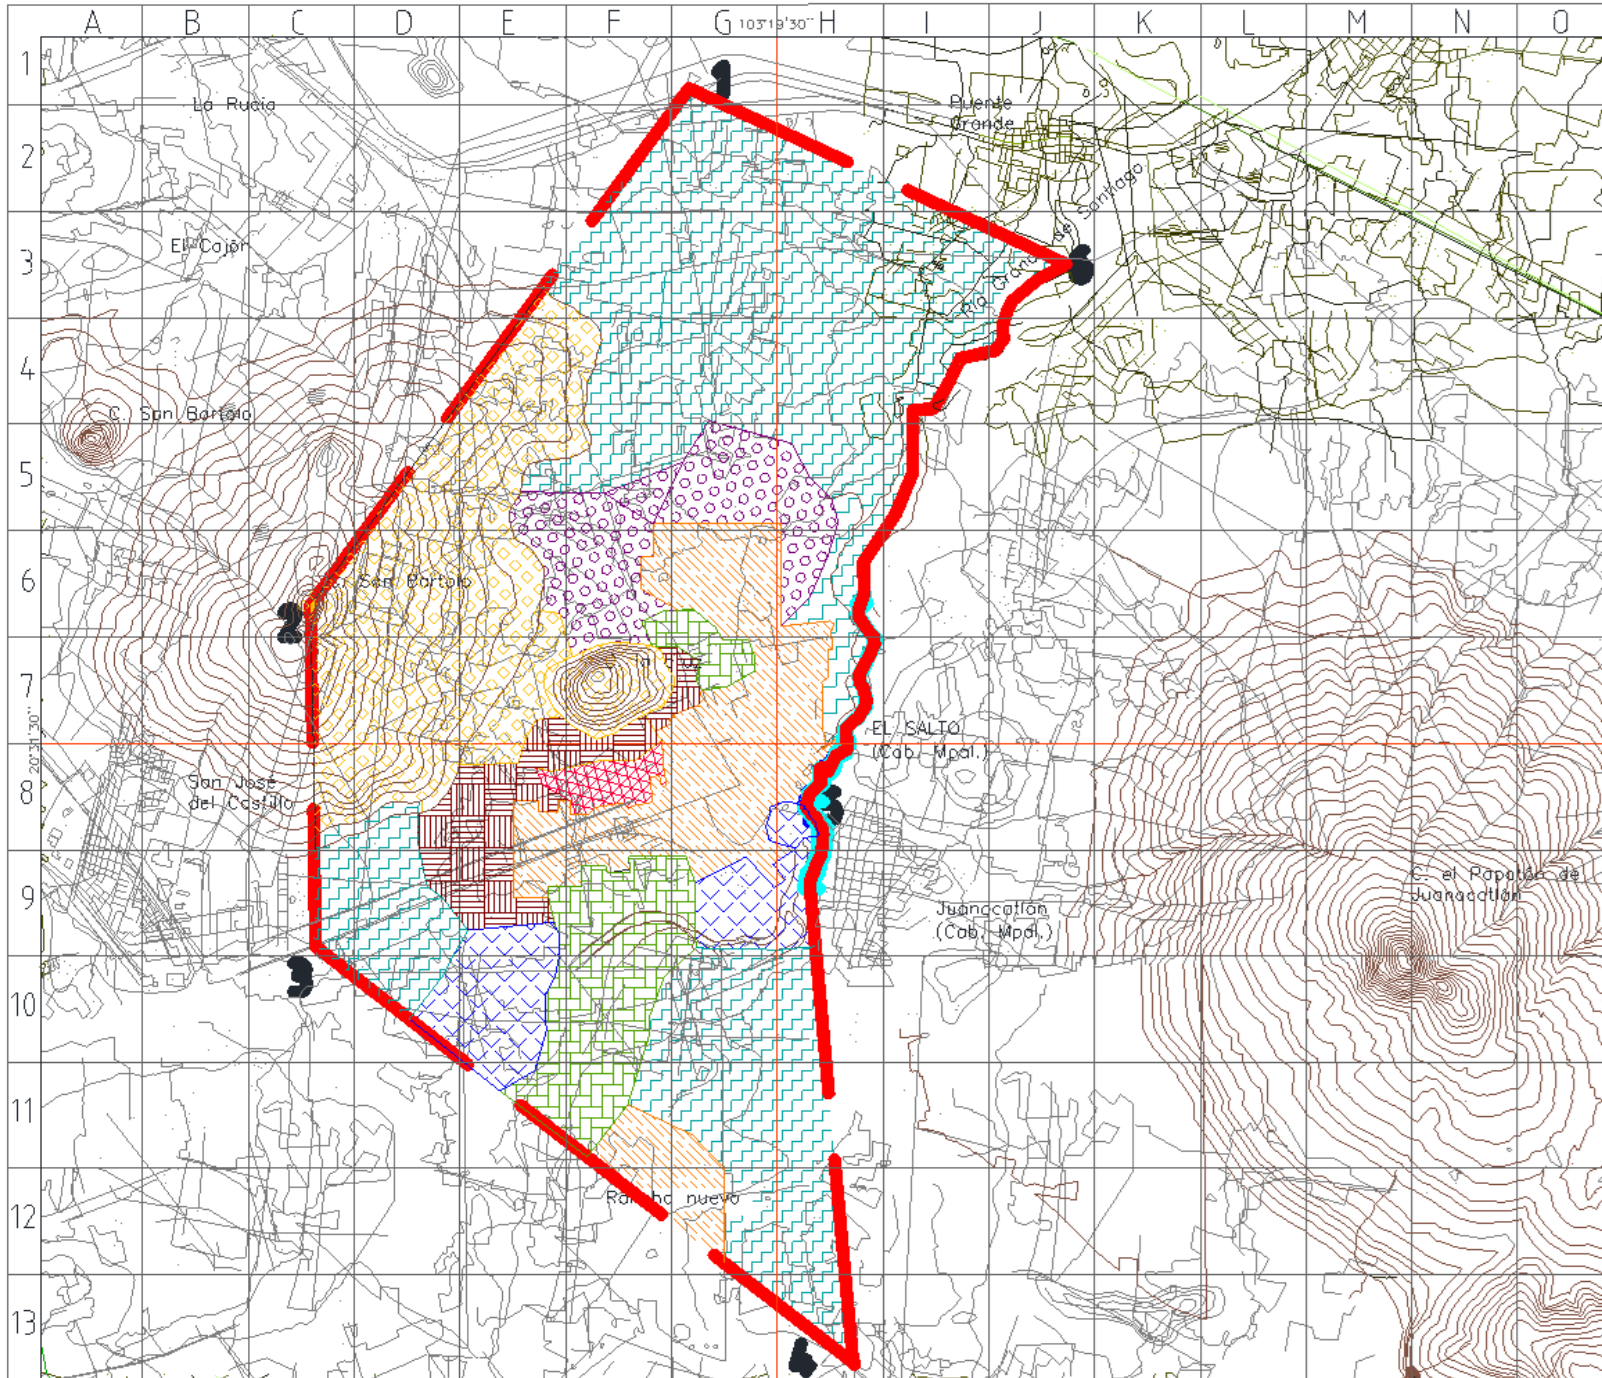 A B C D E F G 103°19'30'' H I J K L M N O
1
1
La Rucia
Puente
Grande
2
Rio Grande de Santiago
El Cajón
3
6
4
C. San Bartolo
5
6
San Bartolo
2
7
20°31'30''
EL SALTO
(Cab. Mpal.)
8
San José
del Castillo
9
C. el Papatón de
Juanacatlán
Juanacatlán
(Cab. Mpal.)
3
10
11
Rancho nuevo
12
13
4